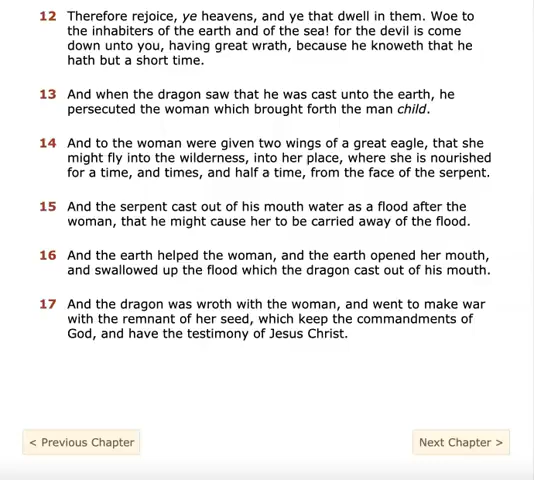 12 Therefore rejoice, ye heavens, and ye that dwell in them. Woe to
the inhabiters of the earth and of the sea! for the devil is come
down unto you, having great wrath, because he knoweth that he
hath but a short time.
13 And when the dragon saw that he was cast unto the earth, he
persecuted the woman which brought forth the man child.
14 And to the woman were given two wings of a great eagle, that she
might fly into the wilderness, into her place, where she is nourished
for a time, and times, and half a time, from the face of the serpent.
15 And the serpent cast out of his mouth water as a flood after the
woman, that he might cause her to be carried away of the flood.
16 And the earth helped the woman, and the earth opened her mouth,
and swallowed up the flood which the dragon cast out of his mouth.
17 And the dragon was wroth with the woman, and went to make war
with the remnant of her seed, which keep the commandments of
God, and have the testimony of Jesus Christ.
< Previous Chapter
Next Chapter >